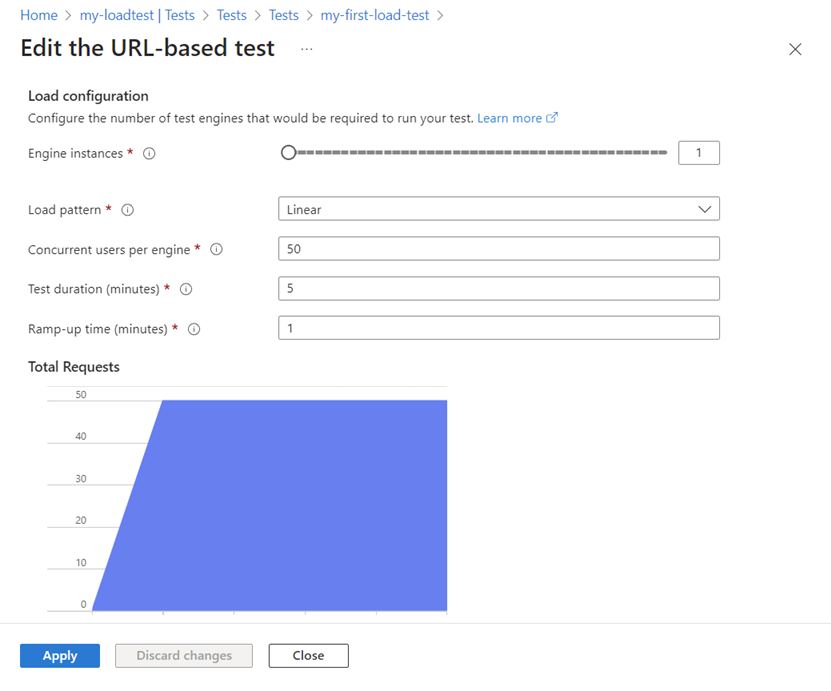 Home > my-loadtest | Tests > Tests > Tests > my-first-load-test >
Edit the URL-based test ...
Load configuration
Configure the number of test engines that would be required to run your test. Learn more
Engine instances * 1
Load pattern * Linear
Concurrent users per engine * 50
Test duration (minutes) * 5
Ramp-up time (minutes) * 1
Total Requests
50
40
30
20
10
0
Apply Discard changes Close